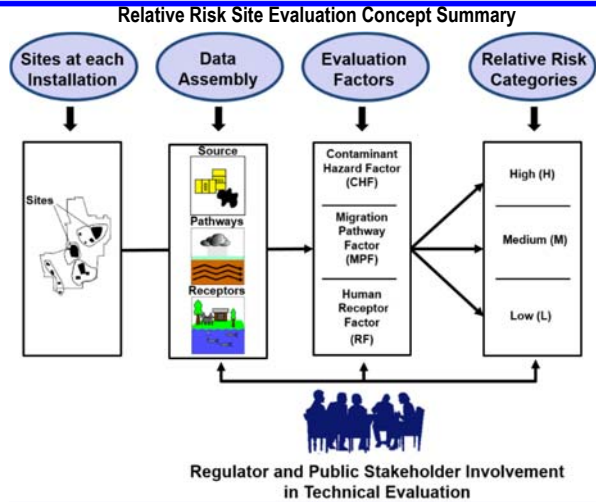 Relative Risk Site Evaluation Concept Summary
Sites at each
Installation
Data
Assembly
Evaluation
Factors
Relative Risk
Categories
Sites
Source
Pathways
Receptors
Contaminant
Hazard Factor
(CHF)
Migration
Pathway
Factor
(MPF)
Human
Receptor
Factor
(RF)
High (H)
Medium (M)
Low (L)
Regulator and Public Stakeholder Involvement
in Technical Evaluation